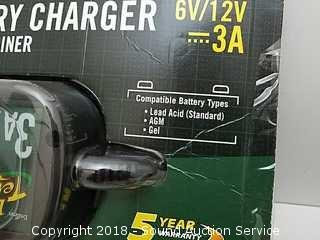 RY CHARGER
INER
6V/12V
3A
Compatible Battery Types
• Lead Acid (Standard)
• AGM
• Gel
3A
5 YEAR
WARRANTY
Copyright 2018 - Sound Auction Service